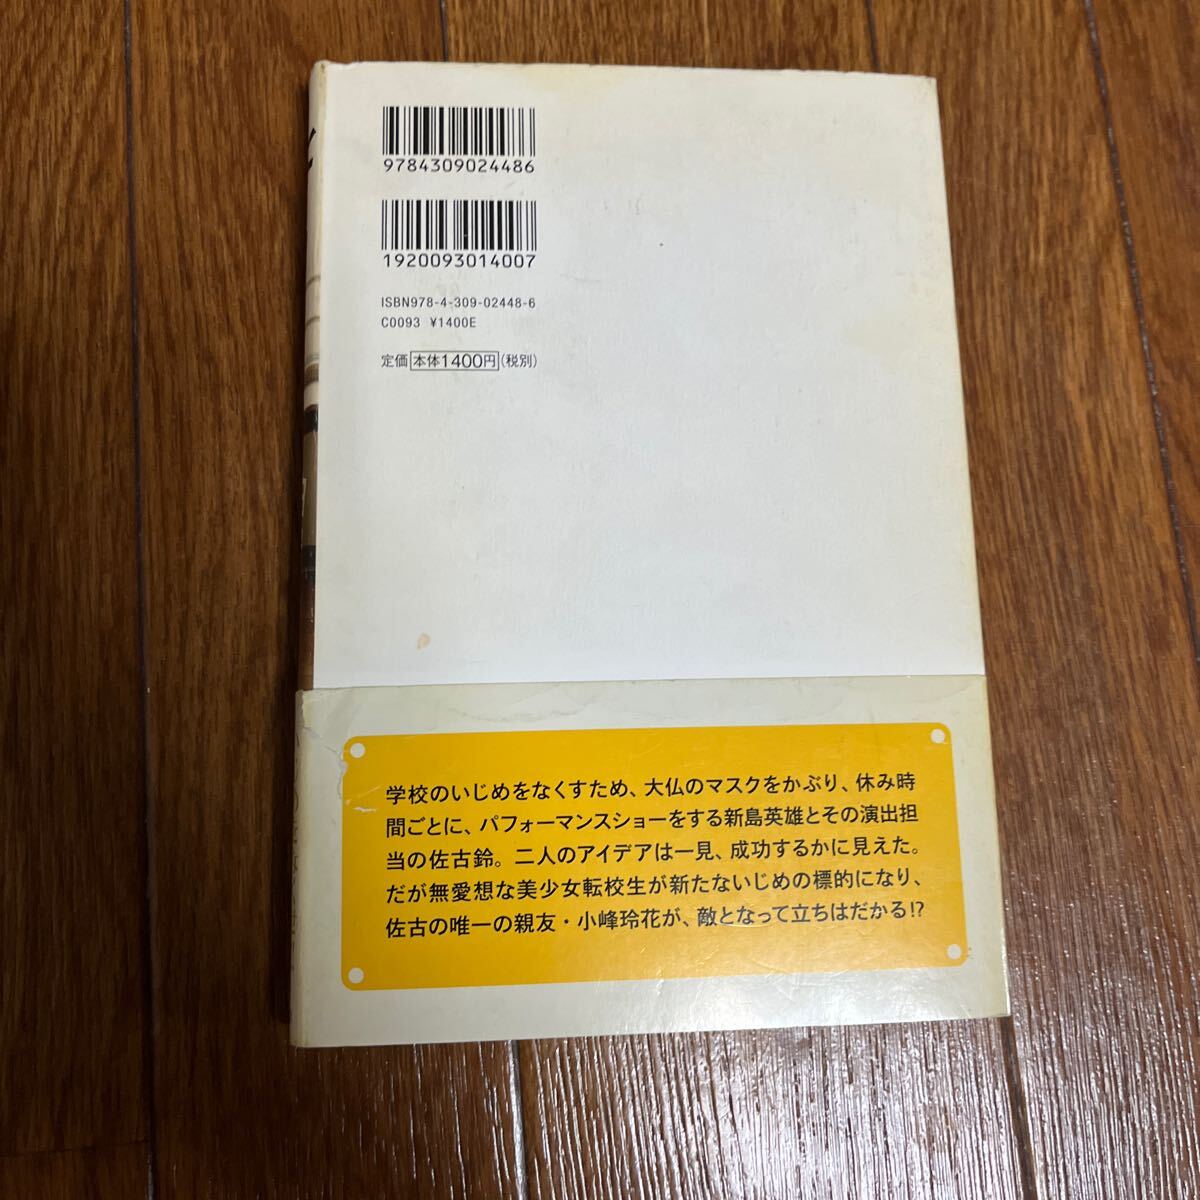 9784309024486
1920093014007
ISBN978-4-309-02448-6
C0093 ¥1400E
定価 本体1400円(税別)
学校のいじめをなくすため、大仏のマスクをかぶり、休み時
間ごとに、パフォーマンスショーをする新島英雄とその演出担
当の佐古鈴。二人のアイデアは一見、成功するかに見えた。
だが無愛想な美少女転校生が新たないじめの標的になり、
佐古の唯一の親友・小峰玲花が、敵となって立ちはだかる!?